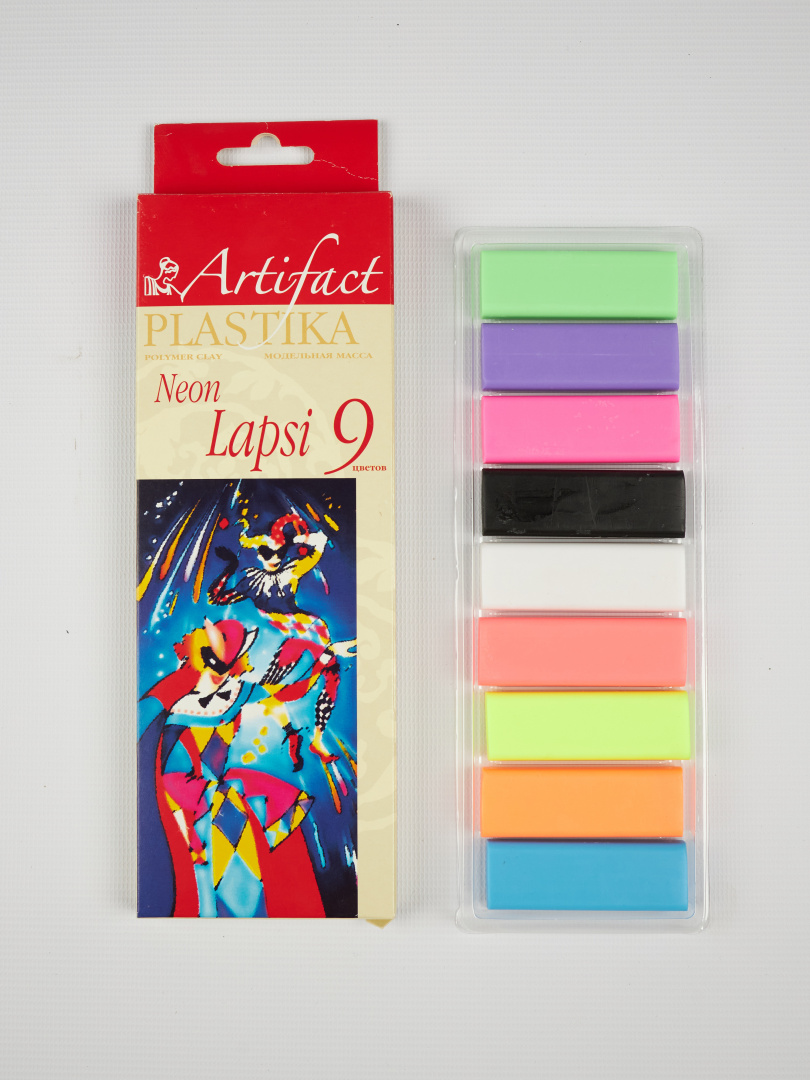 Artifact
PLASTIKA
POLYMER CLAY МОДЕЛЬНАЯ МАССА
Neon
Lapsi 9
цветов